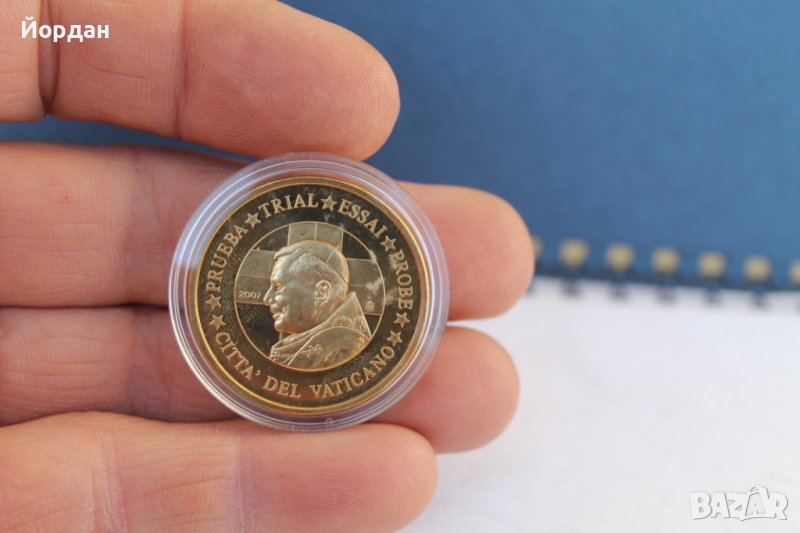 Йордан
★ PRUEBA ★ TRIAL ★ ESSAI ★ PROBE ★
2007
★ CITTA' DEL VATICANO ★
BAZAR